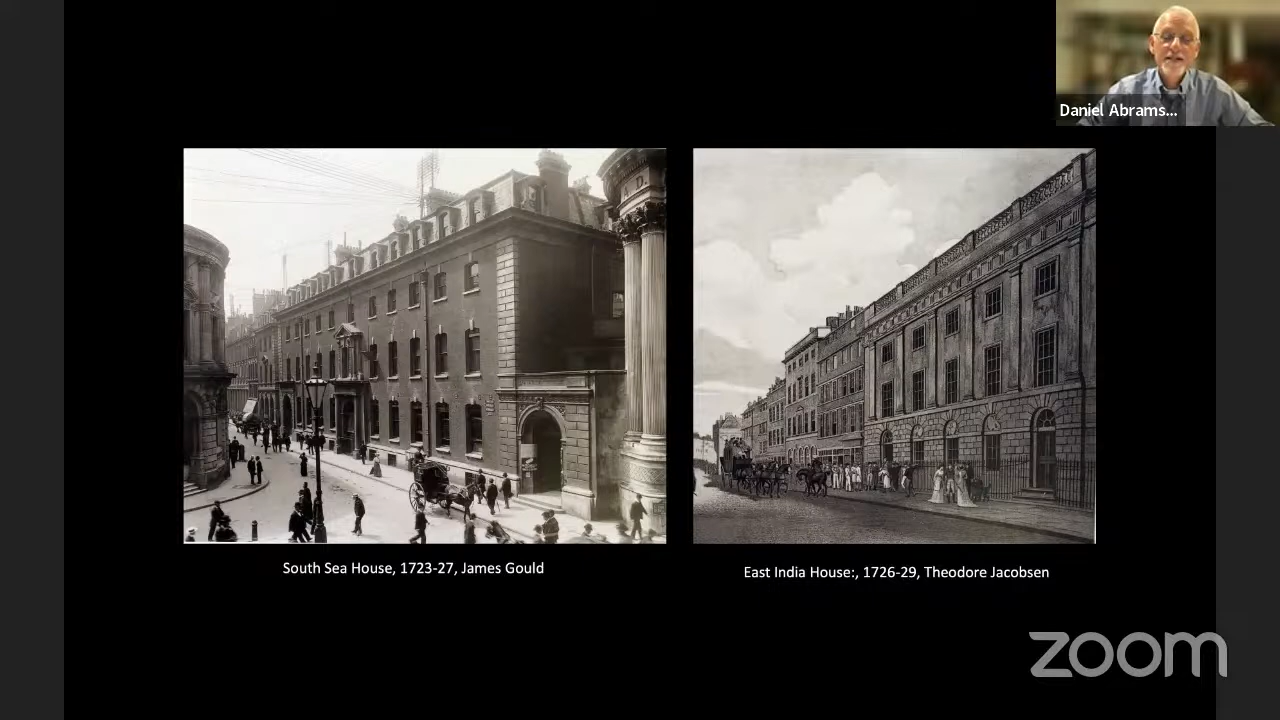 Daniel Abrams...
South Sea House, 1723-27, James Gould
East India House:, 1726-29, Theodore Jacobsen
zoom